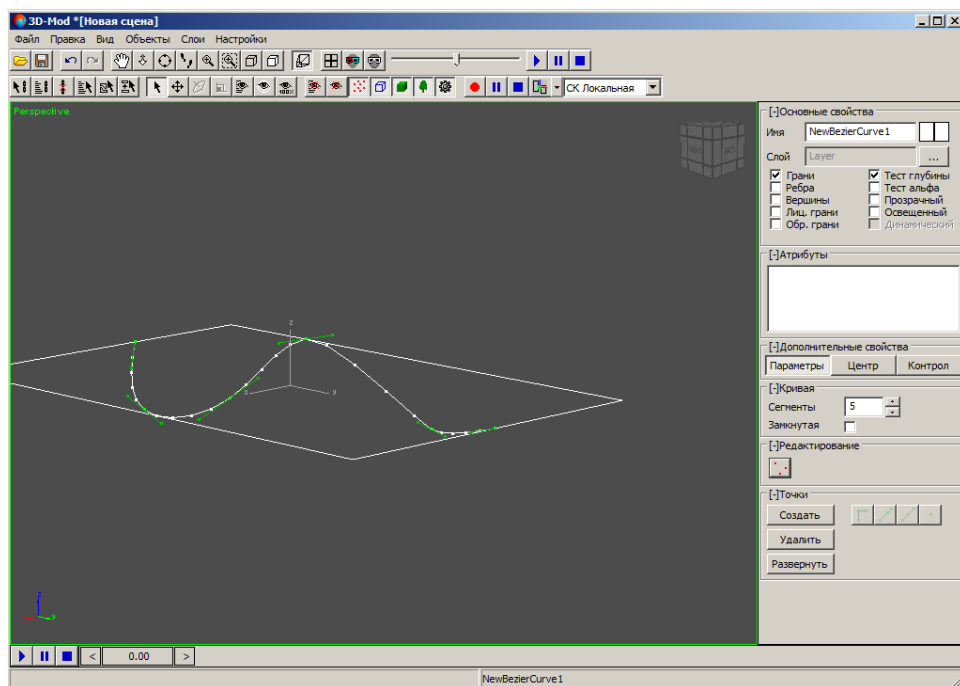 3D-Mod *[Новая сцена]
Файл Правка Вид Объекты Слои Настройки
100%
СК Локальная
Perspective
[-]Основные свойства
Имя NewBezierCurve1
Слой Layer ...
Грани Тест глубины
Ребра Тест альфа
Вершины Прозрачный
Лиц. грани Освещенный
Обр. грани Динамический
[-]Атрибуты
[-]Дополнительные свойства
Параметры Центр Контрол
[-]Кривая
Сегменты 5
Замкнутая
[-]Редактирование
[-]Точки
Создать
Удалить
Развернуть
z
x y
z
y
< 0.00 >
NewBezierCurve1